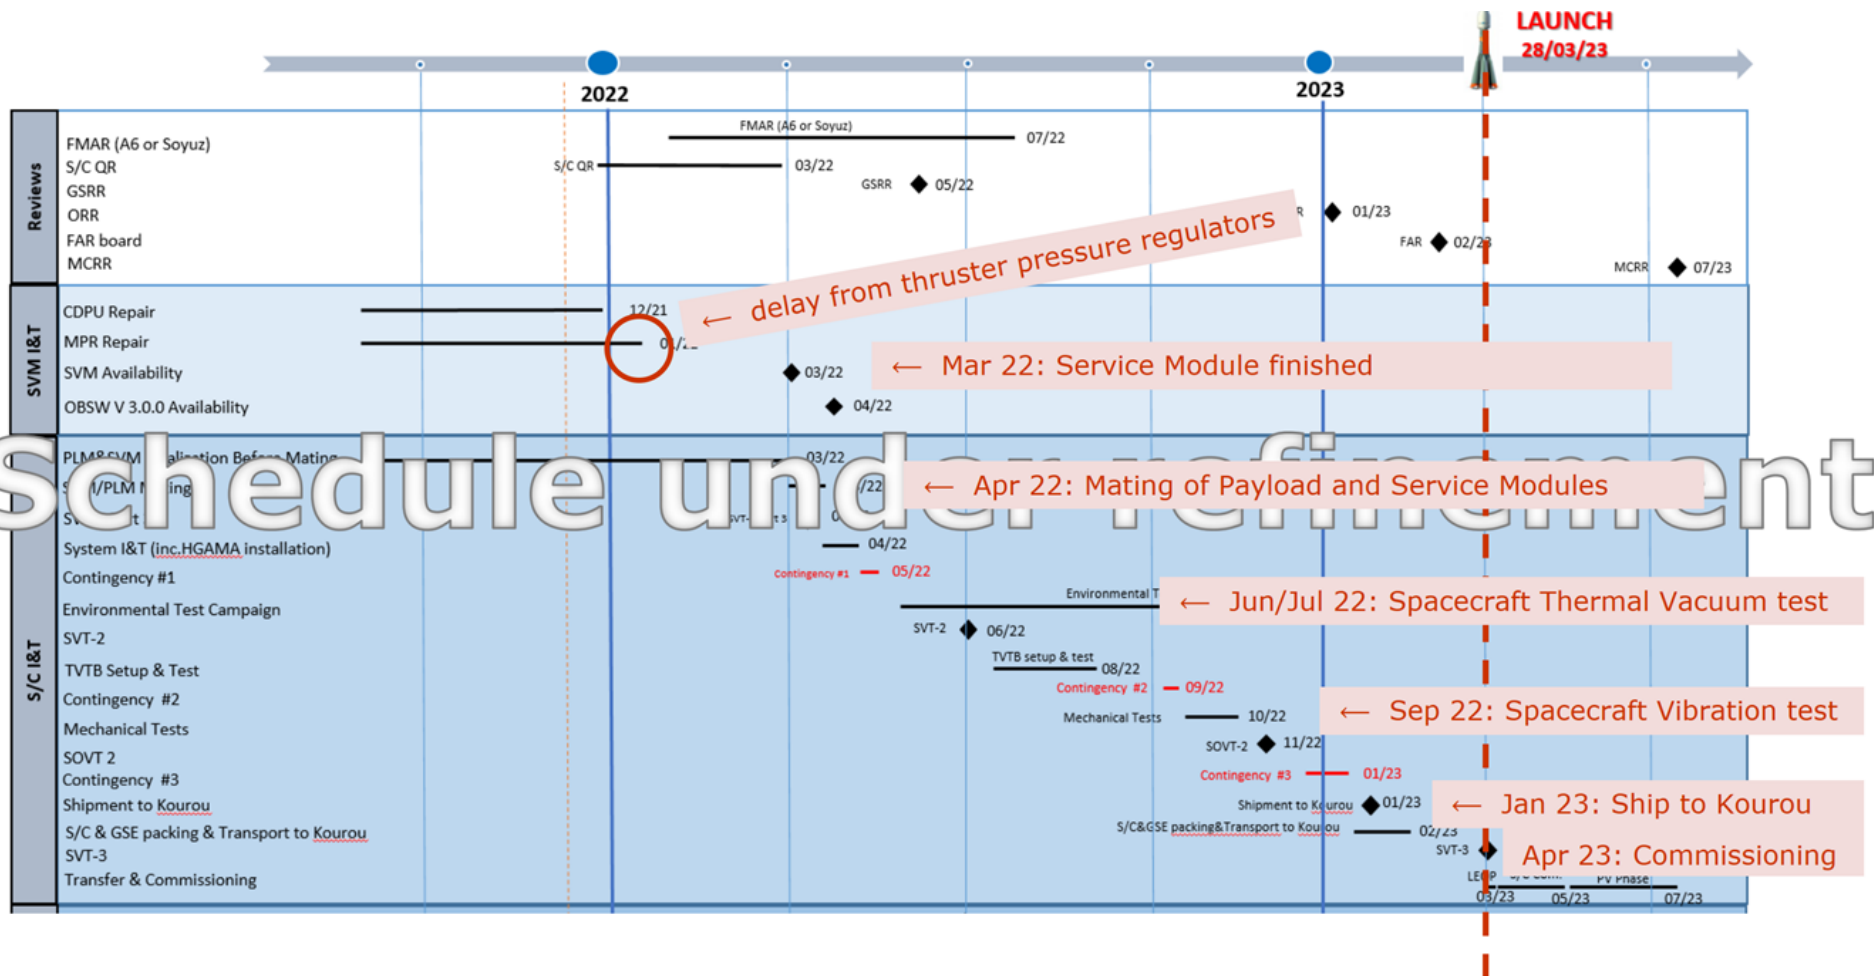 LAUNCH
28/03/23
2022
2023
Reviews
FMAR (A6 or Soyuz)
FMAR (A6 or Soyuz)
07/22
S/C QR
S/C QR
03/22
GSRR
GSRR
05/22
ORR
R
01/23
FAR board
FAR
02/23
MCRR
MCRR
07/23
← delay from thruster pressure regulators
SVM I&T
CDPU Repair
12/21
MPR Repair
← Mar 22: Service Module finished
SVM Availability
03/22
OBSW V 3.0.0 Availability
04/22
Schedule under refinement
S/C I&T
Before Mating
03/22
← Apr 22: Mating of Payload and Service Modules
System I&T (inc.HGAMA installation)
04/22
Contingency #1
Contingency #1
05/22
Environmental Test Campaign
Environmental T
← Jun/Jul 22: Spacecraft Thermal Vacuum test
SVT-2
SVT-2
06/22
TVTB Setup & Test
TVTB setup & test
08/22
Contingency #2
Contingency #2
09/22
Mechanical Tests
Mechanical Tests
10/22
← Sep 22: Spacecraft Vibration test
SOVT 2
SOVT-2
11/22
Contingency #3
Contingency #3
01/23
Shipment to Kourou
Shipment to Kourou
01/23
← Jan 23: Ship to Kourou
S/C & GSE packing & Transport to Kourou
S/C&GSE packing&Transport to Kourou
02/23
SVT-3
SVT-3
Apr 23: Commissioning
Transfer & Commissioning
LEOP
PV Phase
03/23
05/23
07/23